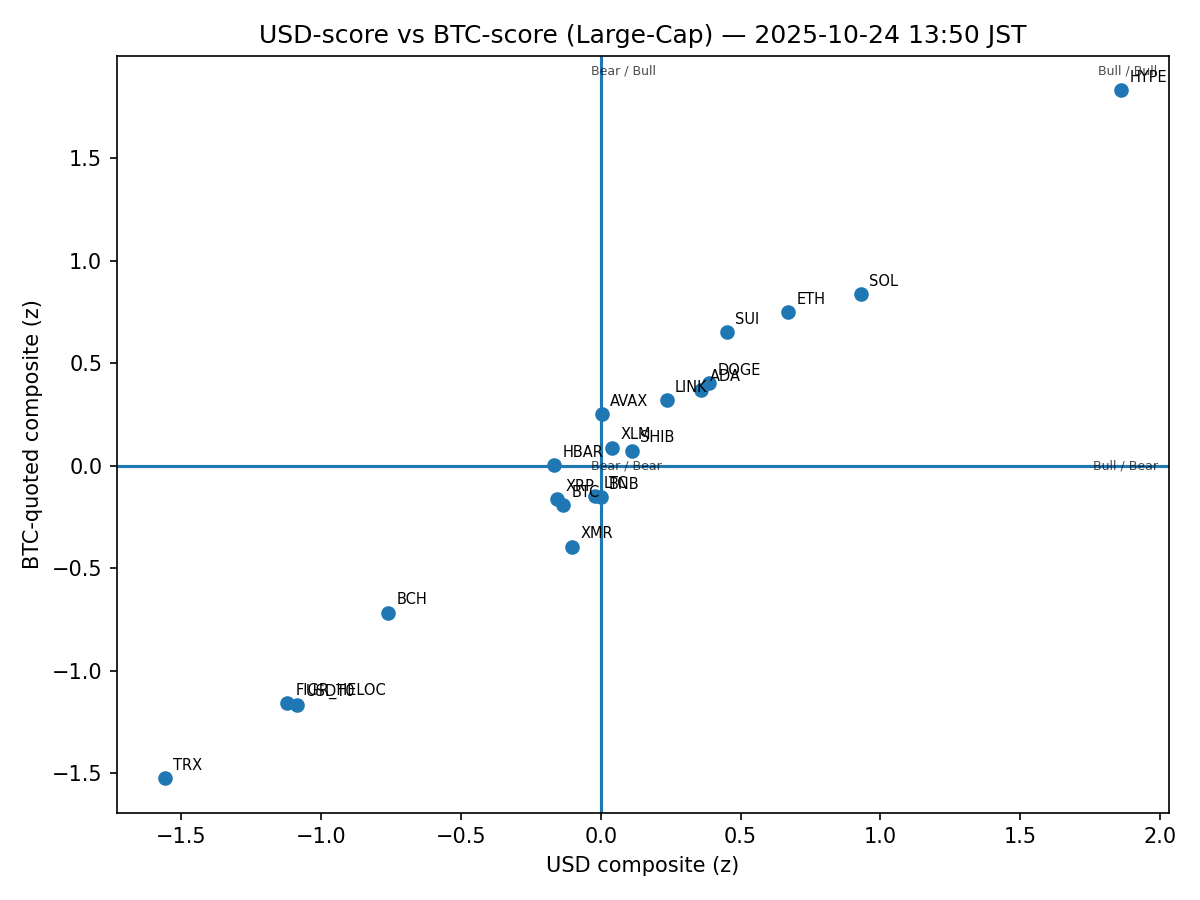 USD-score vs BTC-score (Large-Cap) — 2025-10-24 13:50 JST
Bear / Bull
Bull / Bull
HYPE
1.5
1.0
SOL
ETH
SUI
0.5
DOGE
ADA
LINK
AVAX
XLM
SHIB
HBAR
0.0
Bear / Bear
Bull / Bear
LTC
BNB
XRP
BTC
XMR
−0.5
BCH
−1.0
FIGR_HELOC
USDT0
−1.5
TRX
BTC-quoted composite (z)
−1.5
−1.0
−0.5
0.0
0.5
1.0
1.5
2.0
USD composite (z)